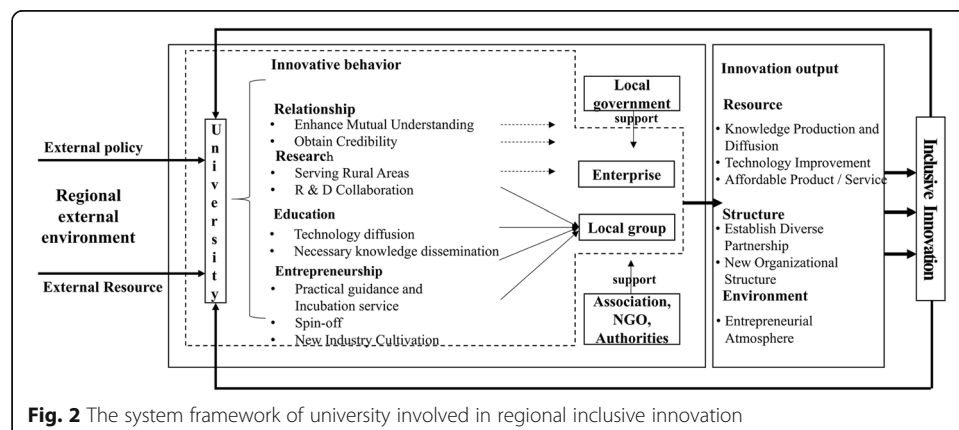 External policy
Regional
external
environment
External Resource
University
Innovative behavior
Relationship
• Enhance Mutual Understanding
• Obtain Credibility
Research
• Serving Rural Areas
• R & D Collaboration
Education
• Technology diffusion
• Necessary knowledge dissemination
Entrepreneurship
• Practical guidance and
Incubation service
• Spin-off
• New Industry Cultivation
Local
government
support
Enterprise
Local group
support
Association,
NGO,
Authorities
Innovation output
Resource
• Knowledge Production and
Diffusion
• Technology Improvement
• Affordable Product / Service
Structure
• Establish Diverse
Partnership
• New Organizational
Structure
Environment
• Entrepreneurial
Atmosphere
Inclusive Innovation
Fig. 2 The system framework of university involved in regional inclusive innovation